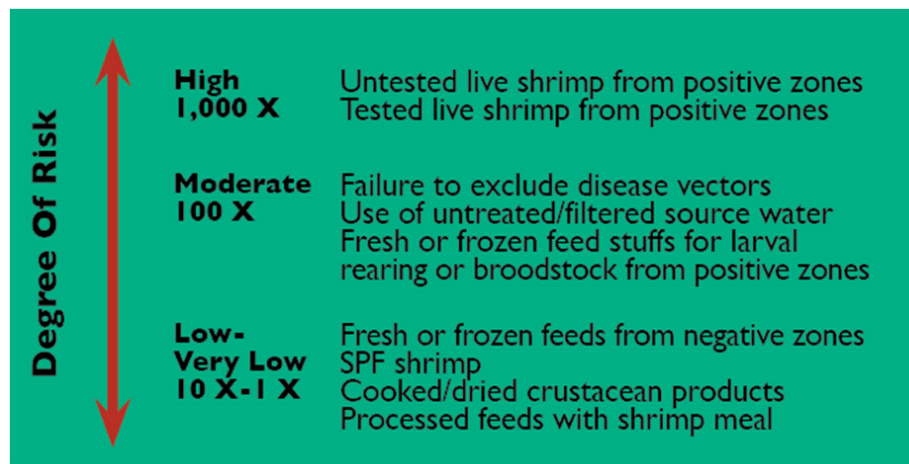 Degree Of Risk
High
1,000 X
Untested live shrimp from positive zones
Tested live shrimp from positive zones
Moderate
100 X
Failure to exclude disease vectors
Use of untreated/filtered source water
Fresh or frozen feed stuffs for larval
rearing or broodstock from positive zones
Low-
Very Low
10 X-1 X
Fresh or frozen feeds from negative zones
SPF shrimp
Cooked/dried crustacean products
Processed feeds with shrimp meal